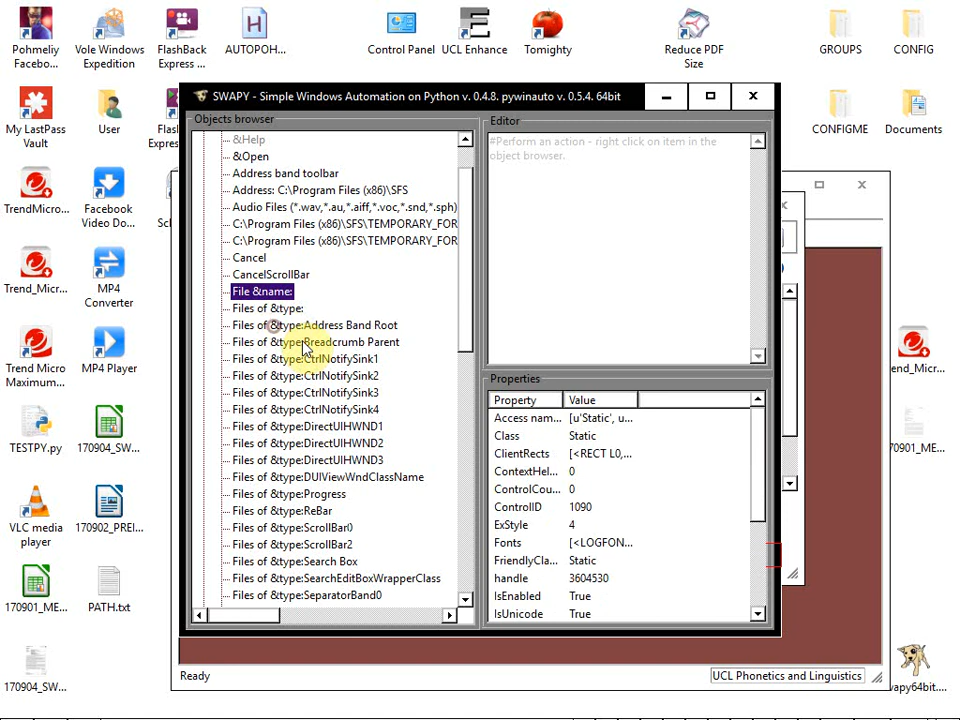 Pohmeliy Facebo...
Vole Windows Expedition
FlashBack Express ...
AUTOPOH...
Control Panel
UCL Enhance
Tomighty
Reduce PDF Size
GROUPS
CONFIG
My LastPass Vault
User
CONFIGME
Documents
TrendMicro...
Facebook Video Do...
Trend_Micr...
MP4 Converter
Trend Micro Maximum...
MP4 Player
TESTPY.py
170904_SW...
VLC media player
170902_PREI...
170901_ME...
PATH.txt
170904_SW...
SWAPY - Simple Windows Automation on Python v. 0.4.8. pywinauto v. 0.5.4. 64bit
Objects browser
&Help
&Open
Address band toolbar
Address: C:\Program Files (x86)\SFS
Audio Files (*.wav,*.au,*.aiff,*.voc,*.snd,*.sph)
C:\Program Files (x86)\SFS\TEMPORARY_FOR
C:\Program Files (x86)\SFS\TEMPORARY_FOR
Cancel
CancelScrollBar
File &name:
Files of &type:
Files of &type:Address Band Root
Files of &type:Breadcrumb Parent
Files of &type:CtrlNotifySink1
Files of &type:CtrlNotifySink2
Files of &type:CtrlNotifySink3
Files of &type:CtrlNotifySink4
Files of &type:DirectUIHWND1
Files of &type:DirectUIHWND2
Files of &type:DirectUIHWND3
Files of &type:DUIViewWndClassName
Files of &type:Progress
Files of &type:ReBar
Files of &type:ScrollBar0
Files of &type:ScrollBar2
Files of &type:Search Box
Files of &type:SearchEditBoxWrapperClass
Files of &type:SeparatorBand0
Editor
#Perform an action - right click on item in the
object browser.
Properties
Property Value
Access nam... [u'Static', u...
Class Static
ClientRects [<RECT L0,...
ContextHel... 0
ControlCou... 0
ControlID 1090
ExStyle 4
Fonts [<LOGFON...
FriendlyCla... Static
handle 3604530
IsEnabled True
IsUnicode True
Ready
UCL Phonetics and Linguistics